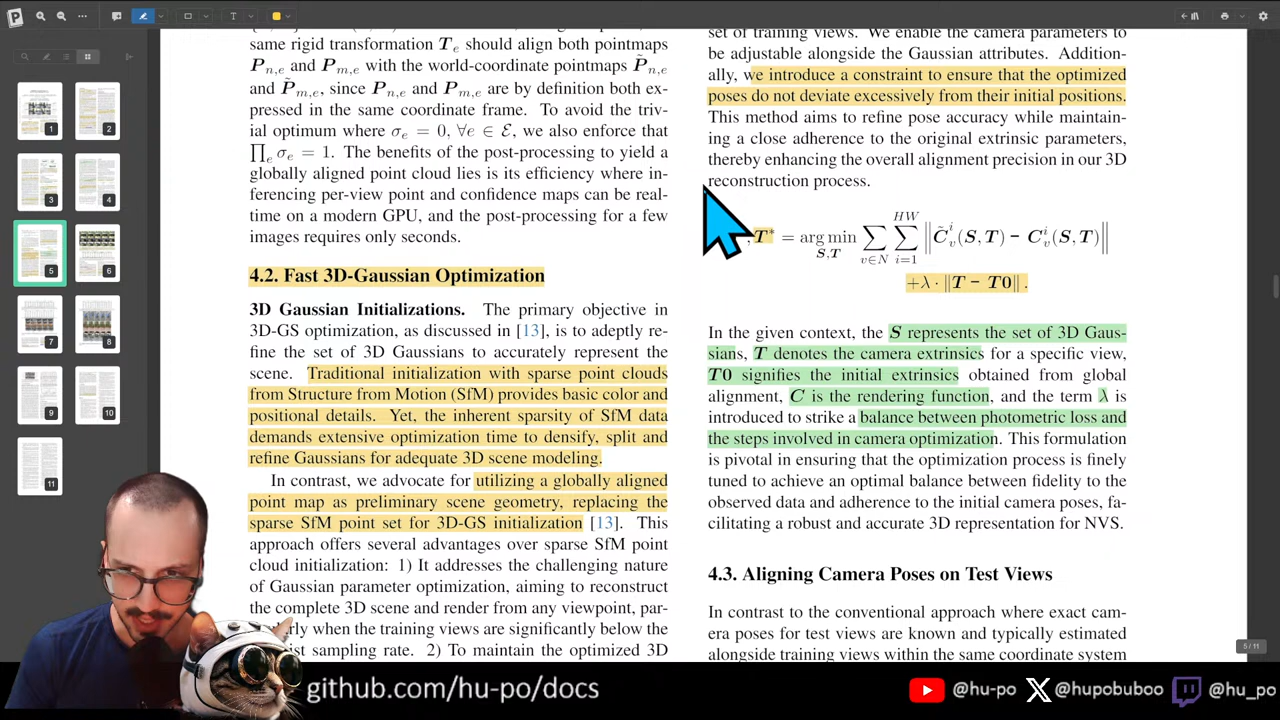 same rigid transformation T_e should align both pointmaps
P_{n,e} and P_{m,e} with the world-coordinate pointmaps P̃_{n,e}
and P̃_{m,e}, since P_{n,e} and P_{m,e} are by definition both ex-
pressed in the same coordinate frame. To avoid the triv-
ial optimum where σ_e = 0, ∀e ∈ ℰ, we also enforce that
∏_e σ_e = 1. The benefits of the post-processing to yield a
globally aligned point cloud lies is its efficiency where in-
ferencing per-view point and confidence maps can be real-
time on a modern GPU, and the post-processing for a few
images requires only seconds.
4.2. Fast 3D-Gaussian Optimization
3D Gaussian Initializations. The primary objective in
3D-GS optimization, as discussed in [13], is to adeptly re-
fine the set of 3D Gaussians to accurately represent the
scene. Traditional initialization with sparse point clouds
from Structure from Motion (SfM) provides basic color and
positional details. Yet, the inherent sparsity of SfM data
demands extensive optimization time to densify, split and
refine Gaussians for adequate 3D scene modeling.
In contrast, we advocate for utilizing a globally aligned
point map as preliminary scene geometry, replacing the
sparse SfM point set for 3D-GS initialization [13]. This
approach offers several advantages over sparse SfM point
cloud initialization: 1) It addresses the challenging nature
of Gaussian parameter optimization, aiming to reconstruct
the complete 3D scene and render from any viewpoint, par-
larly when the training views are significantly below the
ist sampling rate. 2) To maintain the optimized 3D
set of training views. We enable the camera parameters to
be adjustable alongside the Gaussian attributes. Addition-
ally, we introduce a constraint to ensure that the optimized
poses do not deviate excessively from their initial positions.
This method aims to refine pose accuracy while maintain-
ing a close adherence to the original extrinsic parameters,
thereby enhancing the overall alignment precision in our 3D
reconstruction process.
, T* = arg min_{S,T} ∑_{v∈N} ∑_{i=1}^{HW} ‖C̃_v^i(S, T) − C_v^i(S, T)‖
+λ · ‖T − T0‖ .
In the given context, the S represents the set of 3D Gaus-
sians, T denotes the camera extrinsics for a specific view,
T0 signifies the initial extrinsics obtained from global
alignment, C is the rendering function, and the term λ is
introduced to strike a balance between photometric loss and
the steps involved in camera optimization. This formulation
is pivotal in ensuring that the optimization process is finely
tuned to achieve an optimal balance between fidelity to the
observed data and adherence to the initial camera poses, fa-
cilitating a robust and accurate 3D representation for NVS.
4.3. Aligning Camera Poses on Test Views
In contrast to the conventional approach where exact cam-
era poses for test views are known and typically estimated
alongside training views within the same coordinate system
1
2
3
4
5
6
7
8
9
10
11
5/11
github.com/hu-po/docs
@hu-po
@hupobuboo
@hu_po